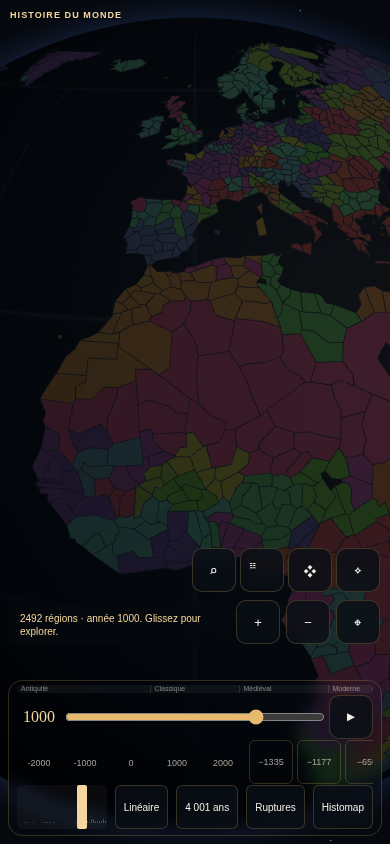 HISTOIRE DU MONDE
2492 régions · année 1000. Glissez pour
explorer.
+
−
Antiquité
Classique
Médiéval
Moderne
1000
-2000
-1000
0
1000
2000
−1335
−1177
−65
Linéaire
4 001 ans
Ruptures
Histomap